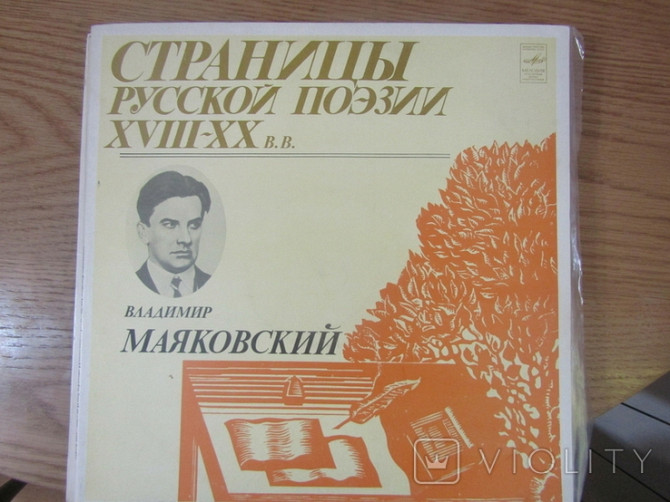 СТРАНИЦЫ
РУССКОЙ ПОЭЗИИ
XVIII-XX В.В.
ВЛАДИМИР
МАЯКОВСКИЙ
VIOLITY